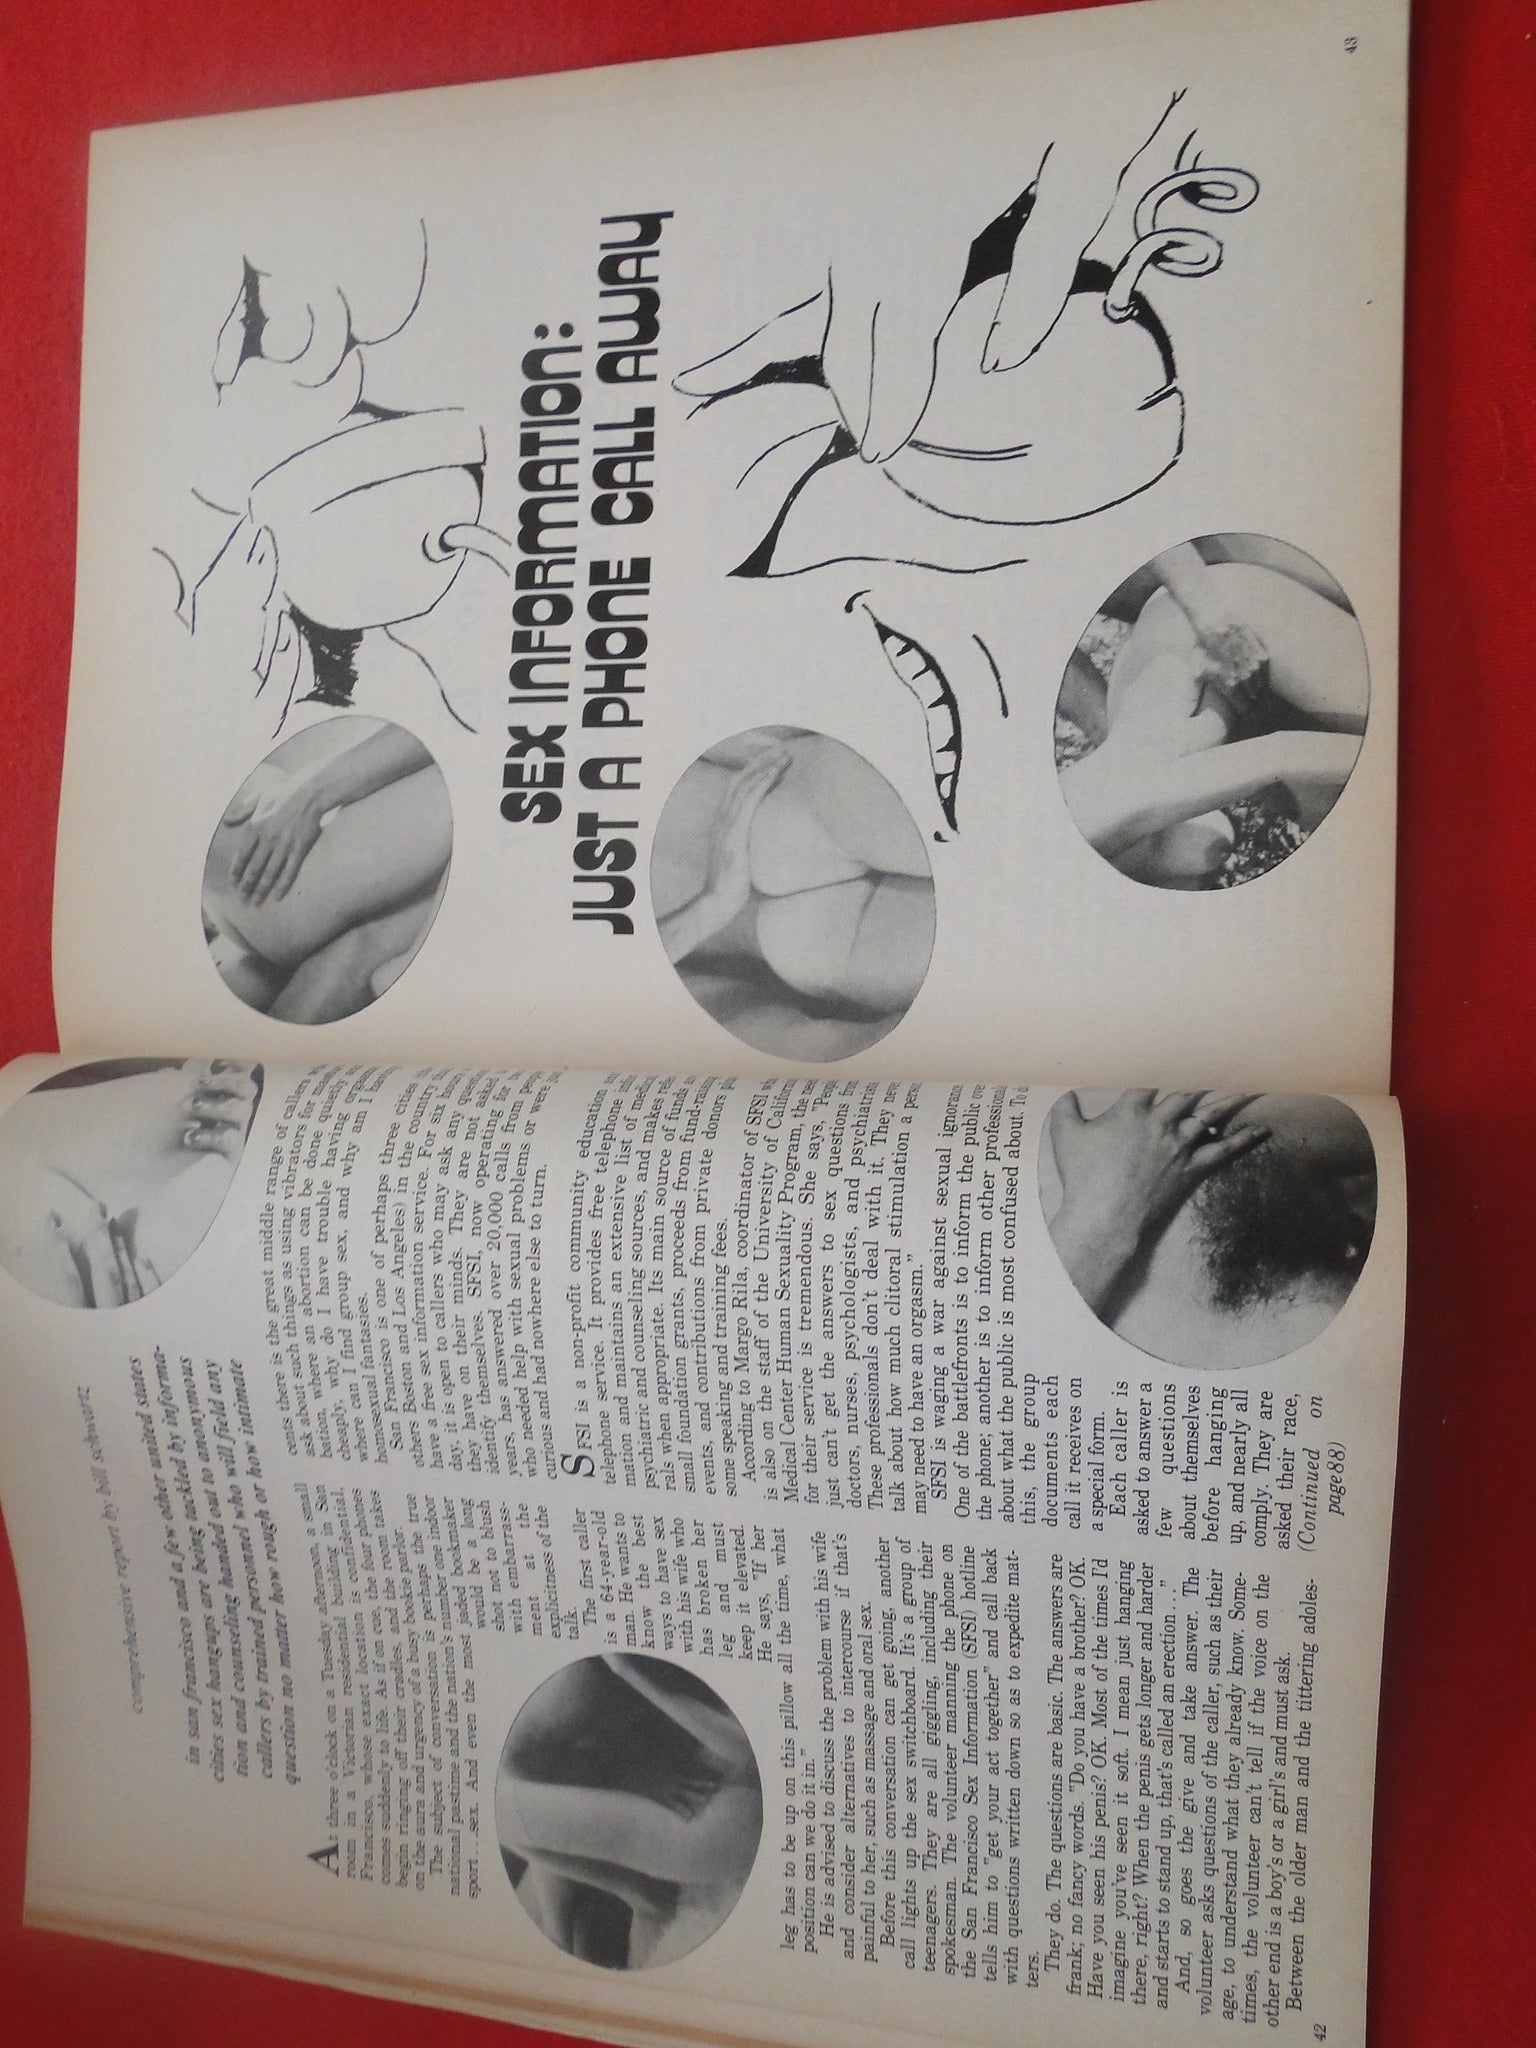 comprehensive report by bill schwarz
in san francisco and a few other united states
cities sex hangups are being tackled by informa-
tion and counseling handed out to anonymous
callers by trained personnel who will field any
question no matter how rough or how intimate
At three o'clock on a Tuesday afternoon, a small
room in a Victorian residential building in San
Francisco, whose exact location is confidential,
comes suddenly to life. As if on cue, the four phones
begin ringing off their cradles, and the room takes
on the aura and urgency of a busy bookie parlor.
The subject of conversation is perhaps the true
national pastime and the nation's number one indoor
sport...sex. And even the most jaded bookmaker
would be a long
shot not to blush
with embarrass-
ment at the
explicitness of the
talk.
The first caller
is a 64-year-old
man. He wants to
know the best
ways to have sex
with his wife who
has broken her
leg and must
keep it elevated.
He says, "If her
leg has to be up on this pillow all the time, what
position can we do it in."
He is advised to discuss the problem with his wife
and consider alternatives to intercourse if that's
painful to her, such as massage and oral sex.
Before this conversation can get going, another
call lights up the sex switchboard. It's a group of
teenagers. They are all giggling, including their
spokesman. The volunteer manning the phone on
the San Francisco Sex Information (SFSI) hotline
tells him to "get your act together" and call back
with questions written down so as to expedite mat-
ters.
They do. The questions are basic. The answers are
frank; no fancy words. "Do you have a brother? OK.
Have you seen his penis? OK. Most of the times I'd
imagine you've seen it soft. I mean just hanging
there, right? When the penis gets longer and harder
and starts to stand up, that's called an erection...."
And, so goes the give and take answer. The
volunteer asks questions of the caller, such as their
age, to understand what they already know. Some-
times, the volunteer can't tell if the voice on the
other end is a boy's or a girl's and must ask.
Between the older man and the tittering adoles-
42
cents there is the great middle range of callers
ask about such things as using vibrators for
bation, where an abortion can be done quietly
cheaply, why do I have trouble having
where can I find group sex, and why am I
homosexual fantasies.
San Francisco is one of perhaps three cities
others Boston and Los Angeles) in the country
have a free sex information service. For six
day, it is open to callers who may ask any
they have on their minds. They are not asked
identify themselves. SFSI, now operating for
years, has answered over 20,000 calls from
who needed help with sexual problems or were
curious and had nowhere else to turn.
SFSI is a non-profit community education
telephone service. It provides free telephone
mation and maintains an extensive list of
psychiatric and counseling sources, and makes
rals when appropriate. Its main source of funds
small foundation grants, proceeds from fund-raising
events, and contributions from private donors
some speaking and training fees.
According to Margo Rila, coordinator of SFSI
is also on the staff of the University of
Medical Center Human Sexuality Program, the
for their service is tremendous. She says,
just can't get the answers to sex questions
doctors, nurses, psychologists, and
These professionals don't deal with it. They
talk about how much clitoral stimulation a
may need to have an orgasm."
SFSI is waging a war against sexual
One of the battlefronts is to inform the public
the phone; another is to inform other
about what the public is most confused about. To
this, the group
documents each
call it receives on
a special form.
Each caller is
asked to answer a
few questions
about themselves
before hanging
up, and nearly all
comply. They are
asked their race,
(Continued on
page 88)
SEX INFORMATION:
JUST A PHONE CALL AWAY
43